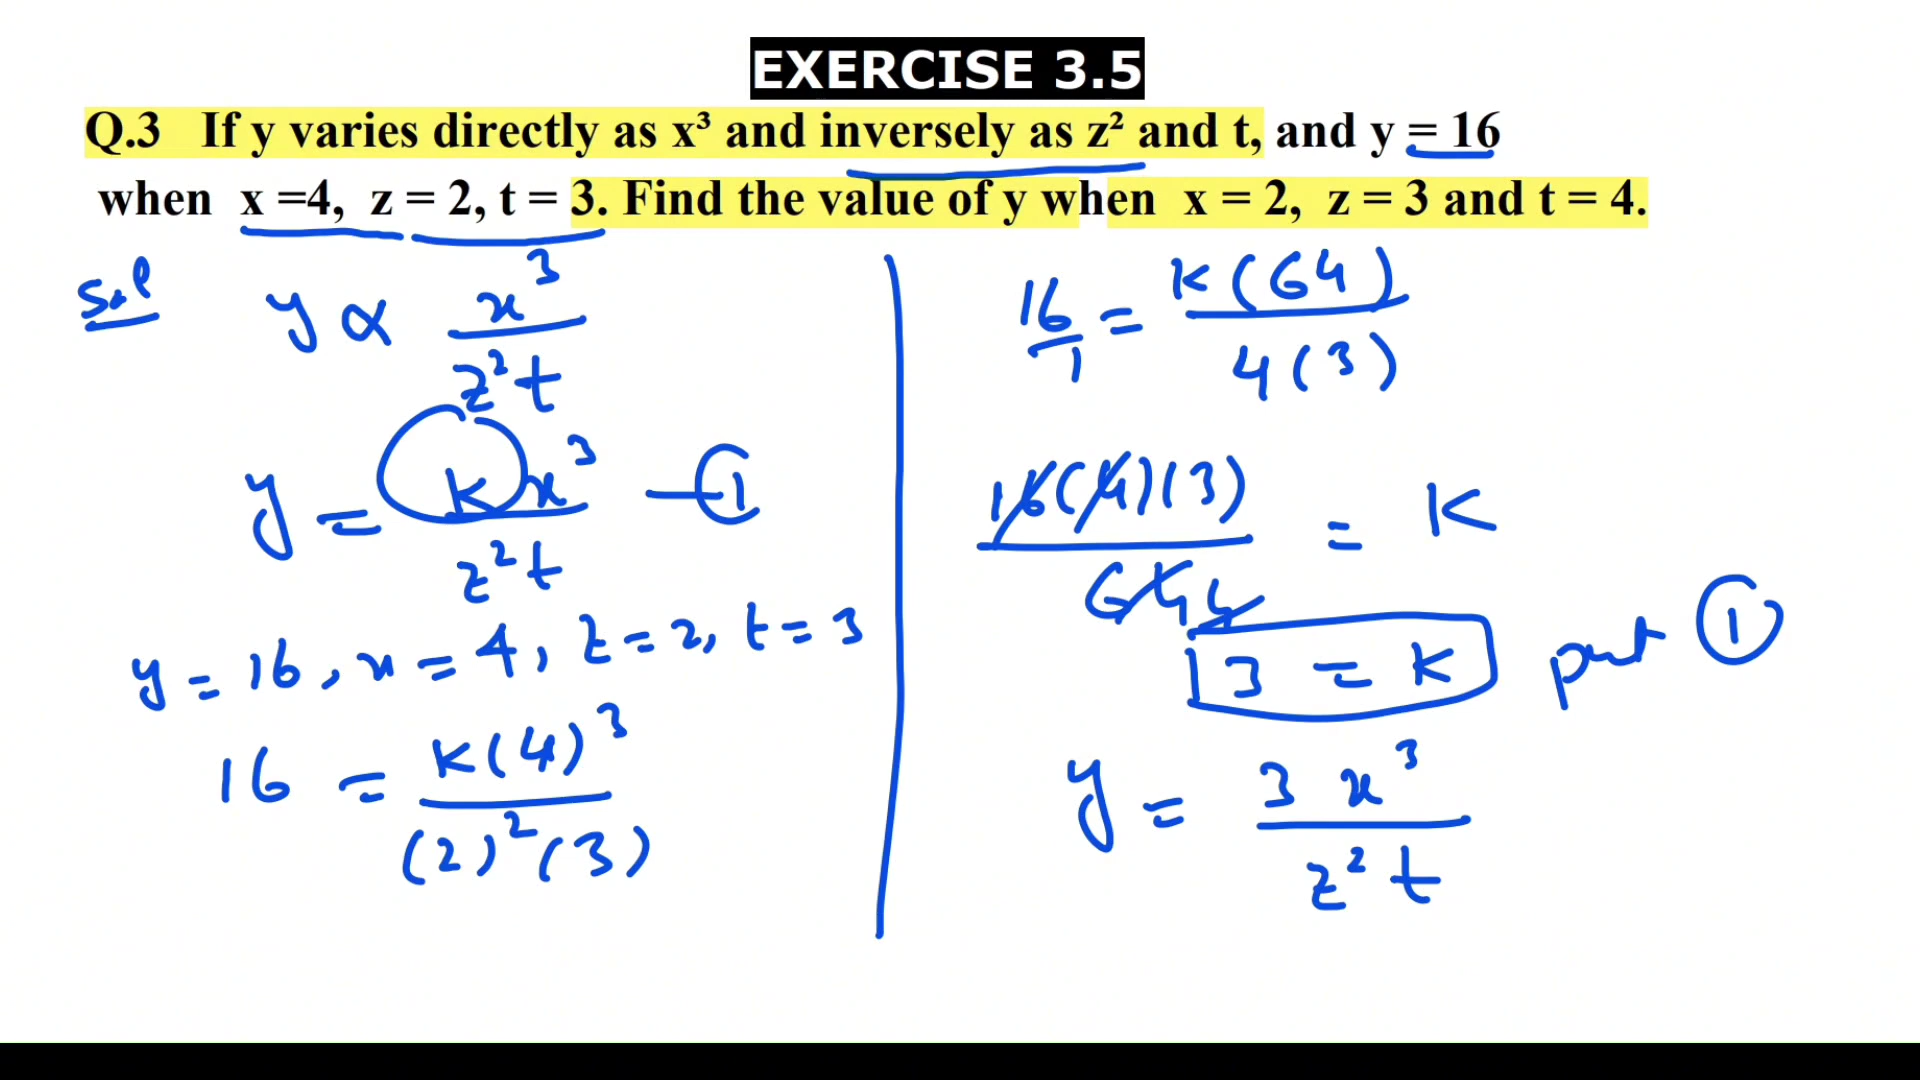 EXERCISE 3.5
Q.3 If y varies directly as x³ and inversely as z² and t, and y = 16
when x =4, z = 2, t = 3. Find the value of y when x = 2, z = 3 and t = 4.
Sol
y ∝ x³ / z²t
y = kx³ / z²t — ①
y = 16, x = 4, z = 2, t = 3
16 = k(4)³ / (2)²(3)
16/1 = k(64) / 4(3)
16(4)(3) / 64 4 = k
3 = k put ①
y = 3x³ / z²t